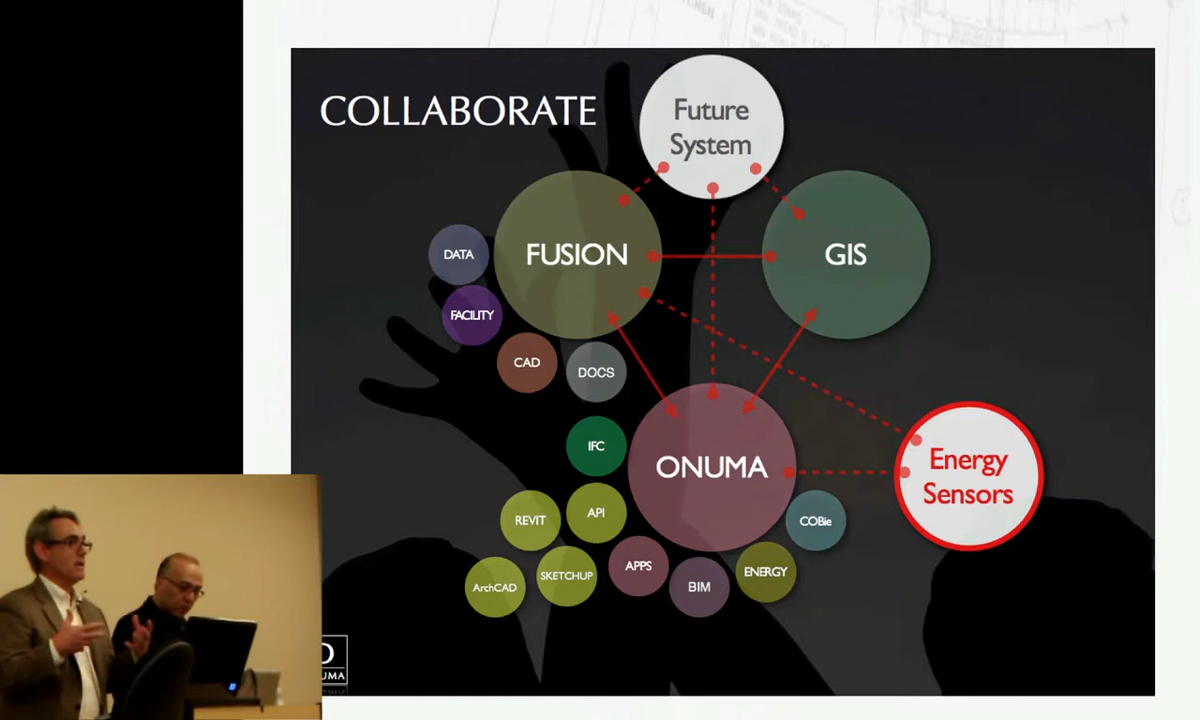 COLLABORATE
Future
System
FUSION
GIS
DATA
FACILITY
CAD
DOCS
IFC
ONUMA
Energy
Sensors
REVIT
API
COBie
ArchCAD
SKETCHUP
APPS
BIM
ENERGY
UMA